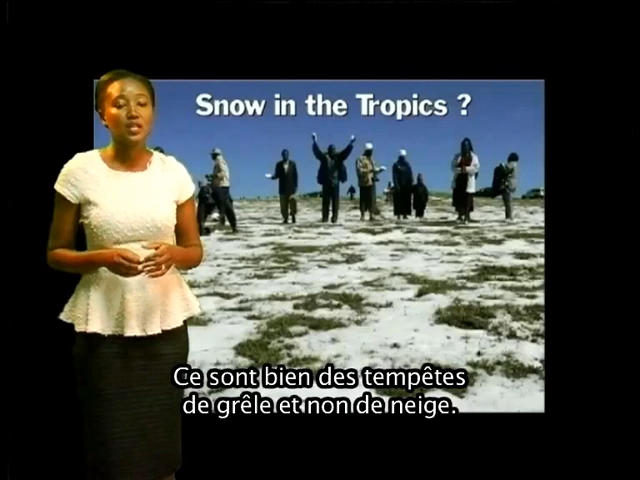 Snow in the Tropics ?
Ce sont bien des tempêtes
de grêle et non de neige.